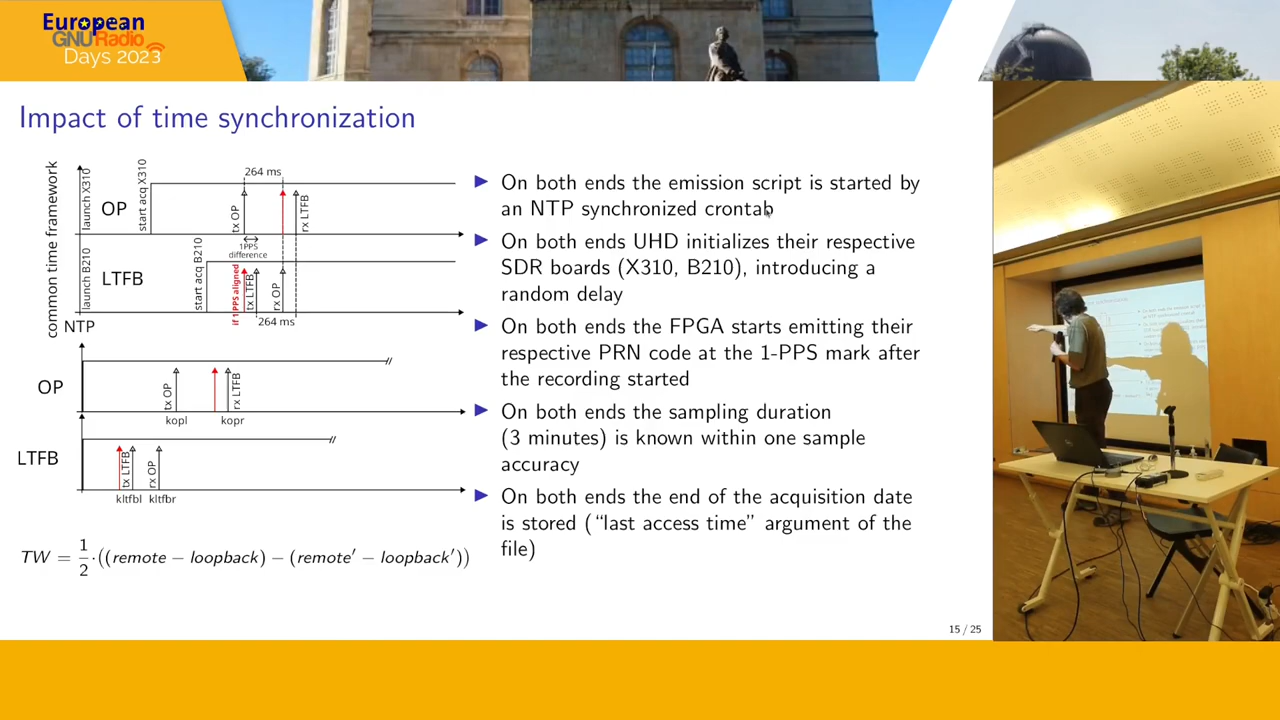 European
GNURadio
Days 2023
Impact of time synchronization
common time framework
launch X310
OP
start acq X310
264 ms
tx OP
rx LTFB
1PPS
difference
launch B210
LTFB
start acq B210
if 1 PPS aligned
tx LTFB
rx OP
264 ms
NTP
OP
tx OP
rx LTFB
kopl
kopr
LTFB
tx LTFB
rx OP
kltfbl
kltfbr
TW = 1/2 · ((remote − loopback) − (remote′ − loopback′))
On both ends the emission script is started by
an NTP synchronized crontab
On both ends UHD initializes their respective
SDR boards (X310, B210), introducing a
random delay
On both ends the FPGA starts emitting their
respective PRN code at the 1-PPS mark after
the recording started
On both ends the sampling duration
(3 minutes) is known within one sample
accuracy
On both ends the end of the acquisition date
is stored (“last access time” argument of the
file)
15 / 25